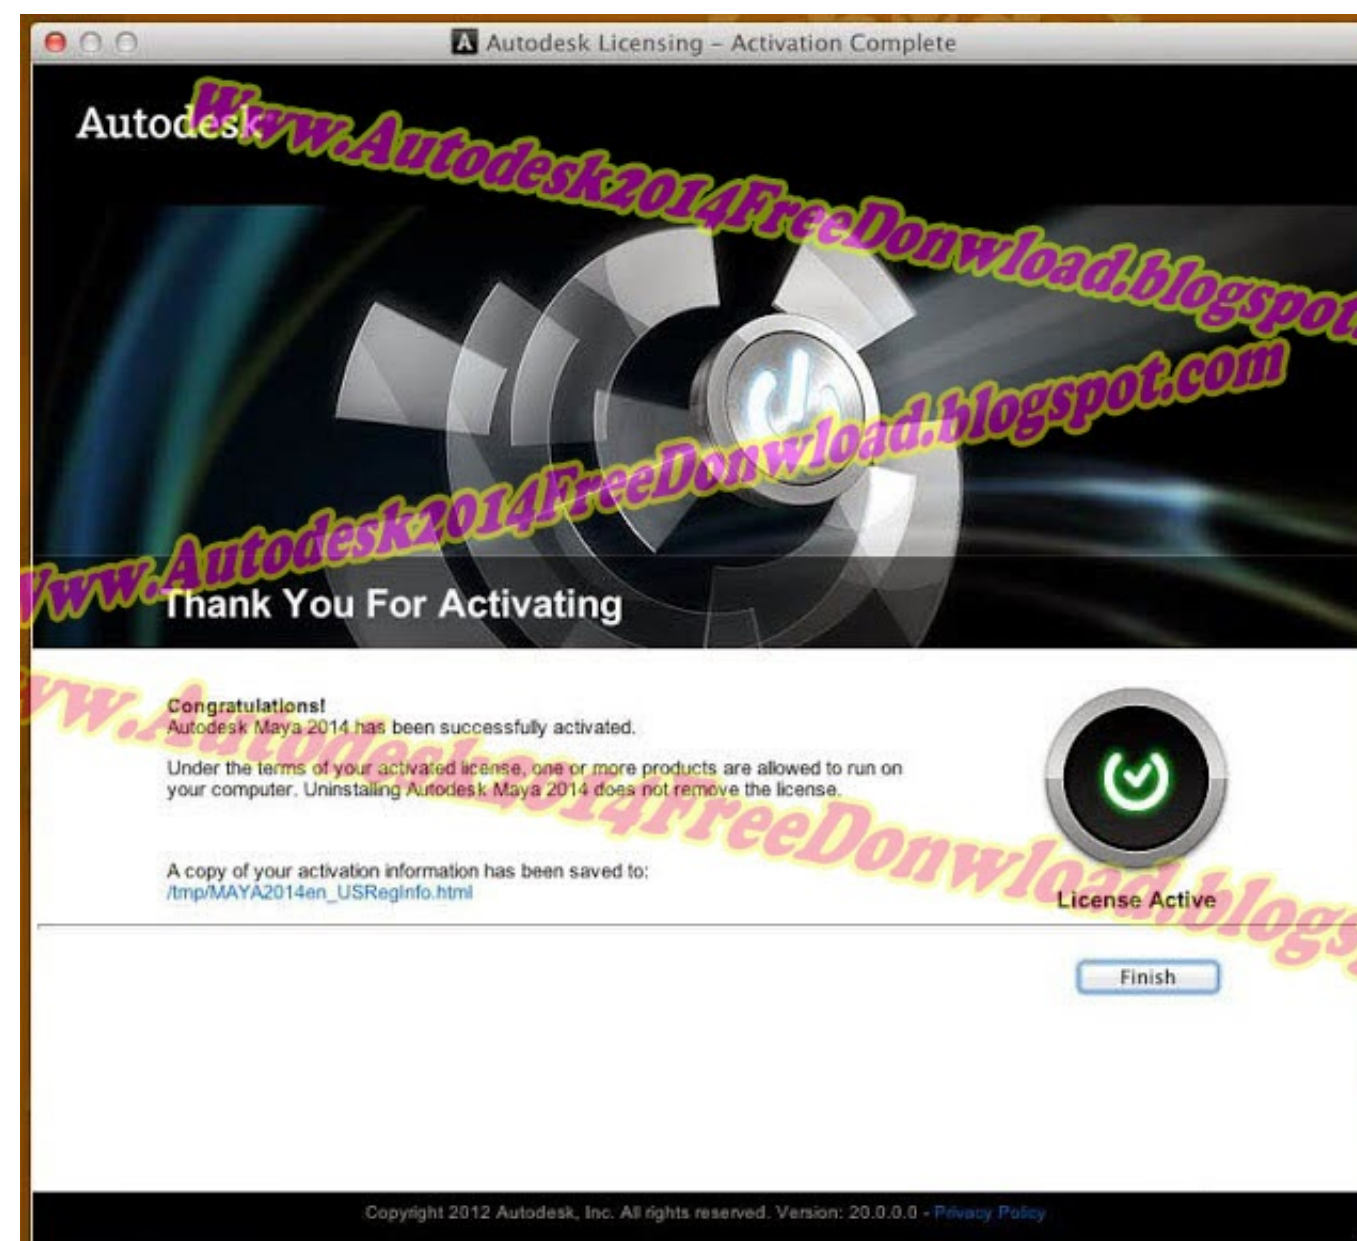 Autodesk Licensing – Activation Complete
Autodesk
Www.Autodesk2014FreeDonwload.blogspot.
Www.Autodesk2014FreeDonwload.blogspot.com
Thank You For Activating
Congratulations!
Autodesk Maya 2014 has been successfully activated.
Under the terms of your activated license, one or more products are allowed to run on
your computer. Uninstalling Autodesk Maya 2014 does not remove the license.
yw.Autodesk2014FreeDonwload.blogs
A copy of your activation information has been saved to:
/tmp/MAYA2014en_USRegInfo.html
License Active
Finish
Copyright 2012 Autodesk, Inc. All rights reserved. Version: 20.0.0.0 - Privacy Policy